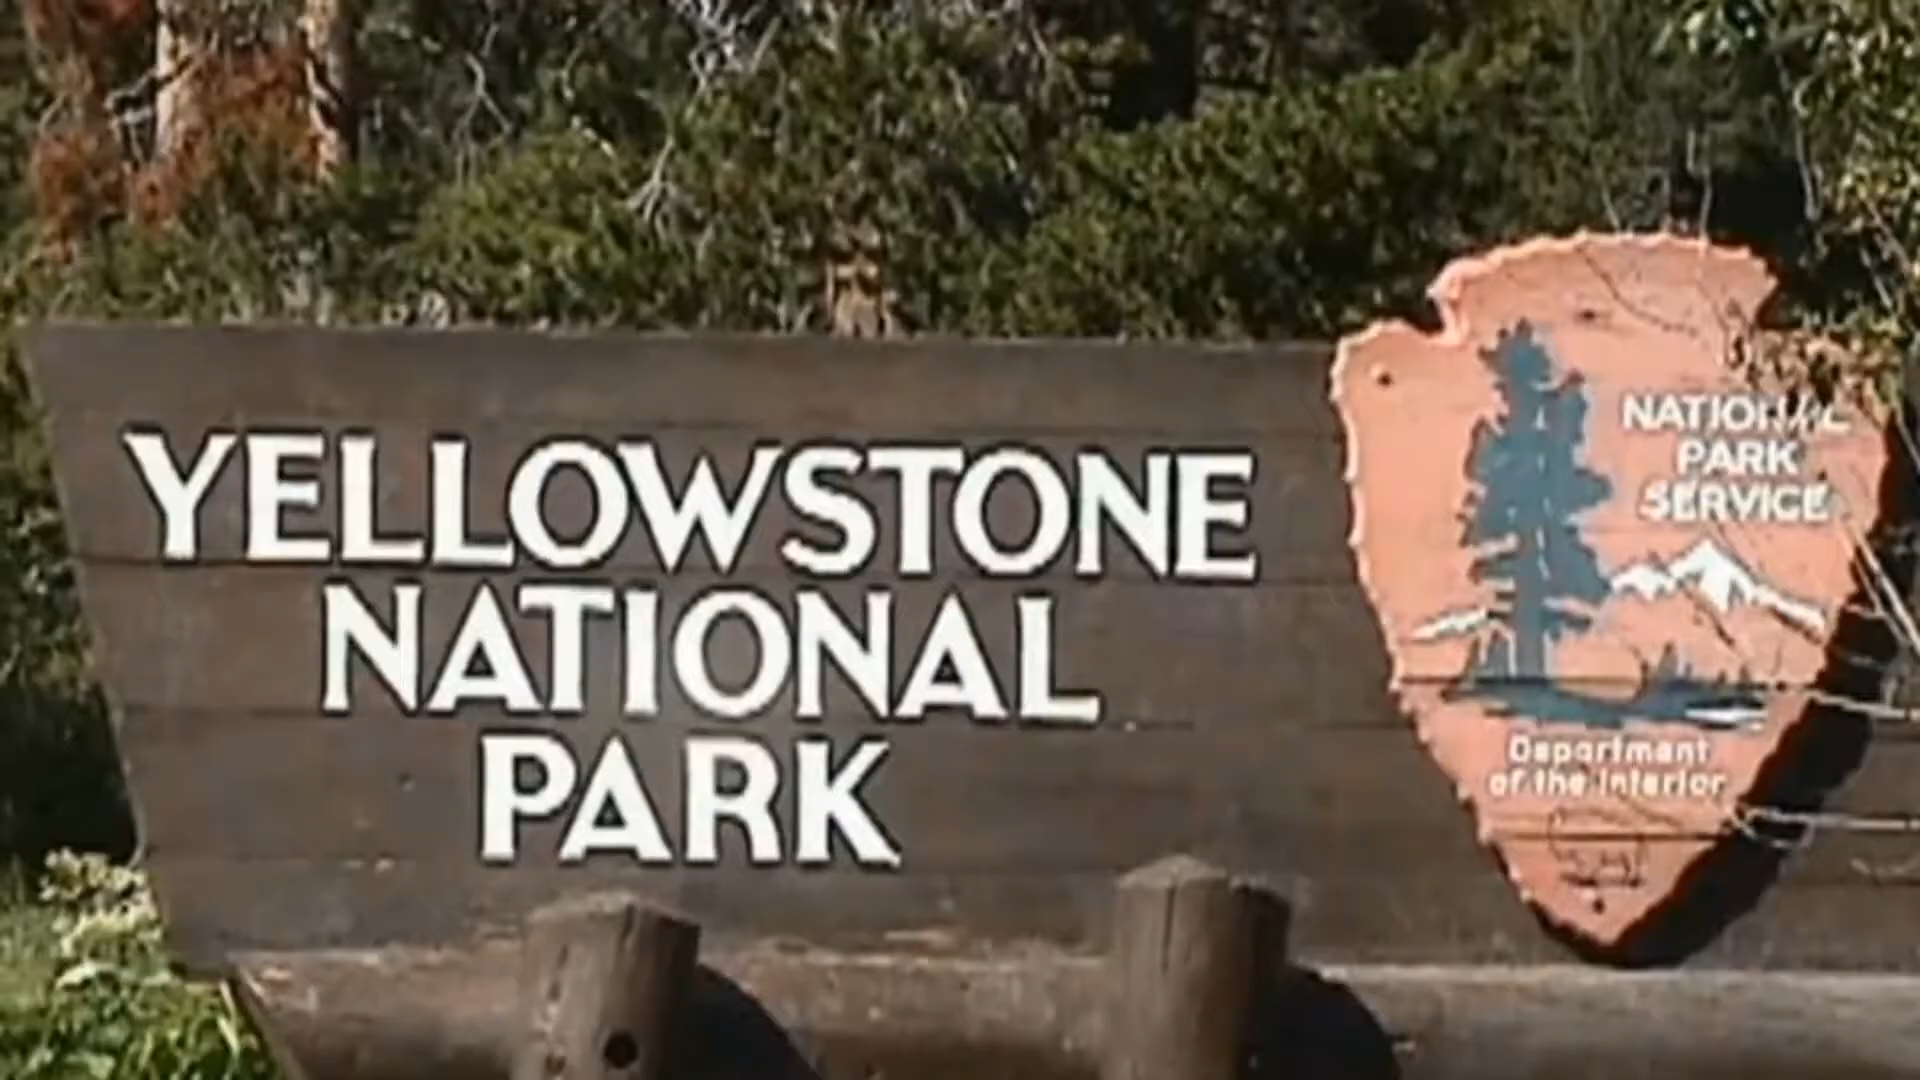 YELLOWSTONE
NATIONAL
PARK
NATIONAL
PARK
SERVICE
Department
of the Interior